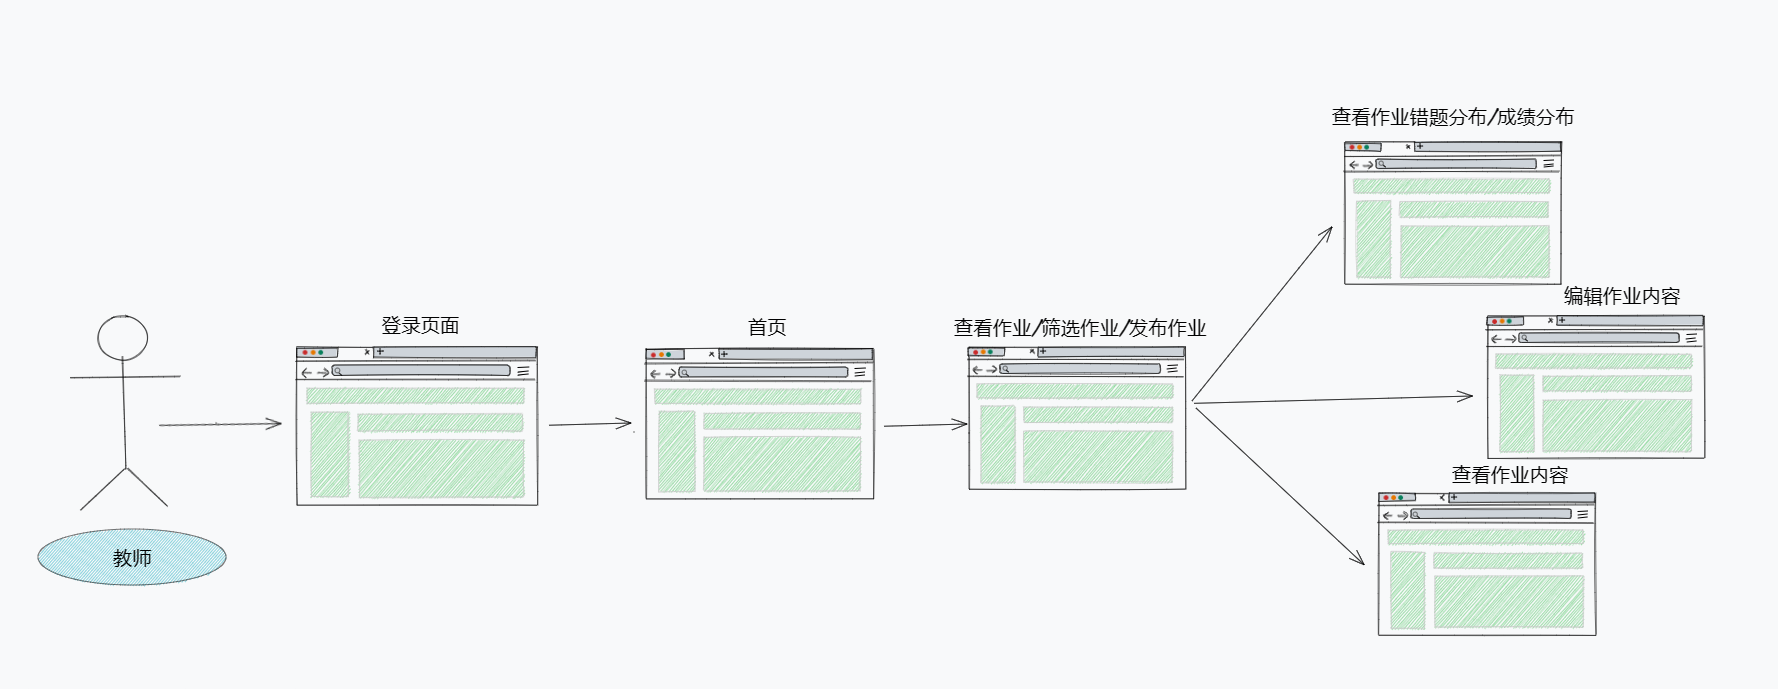 查看作业错题分布/成绩分布
编辑作业内容
登录页面
首页
查看作业/筛选作业/发布作业
查看作业内容
教师